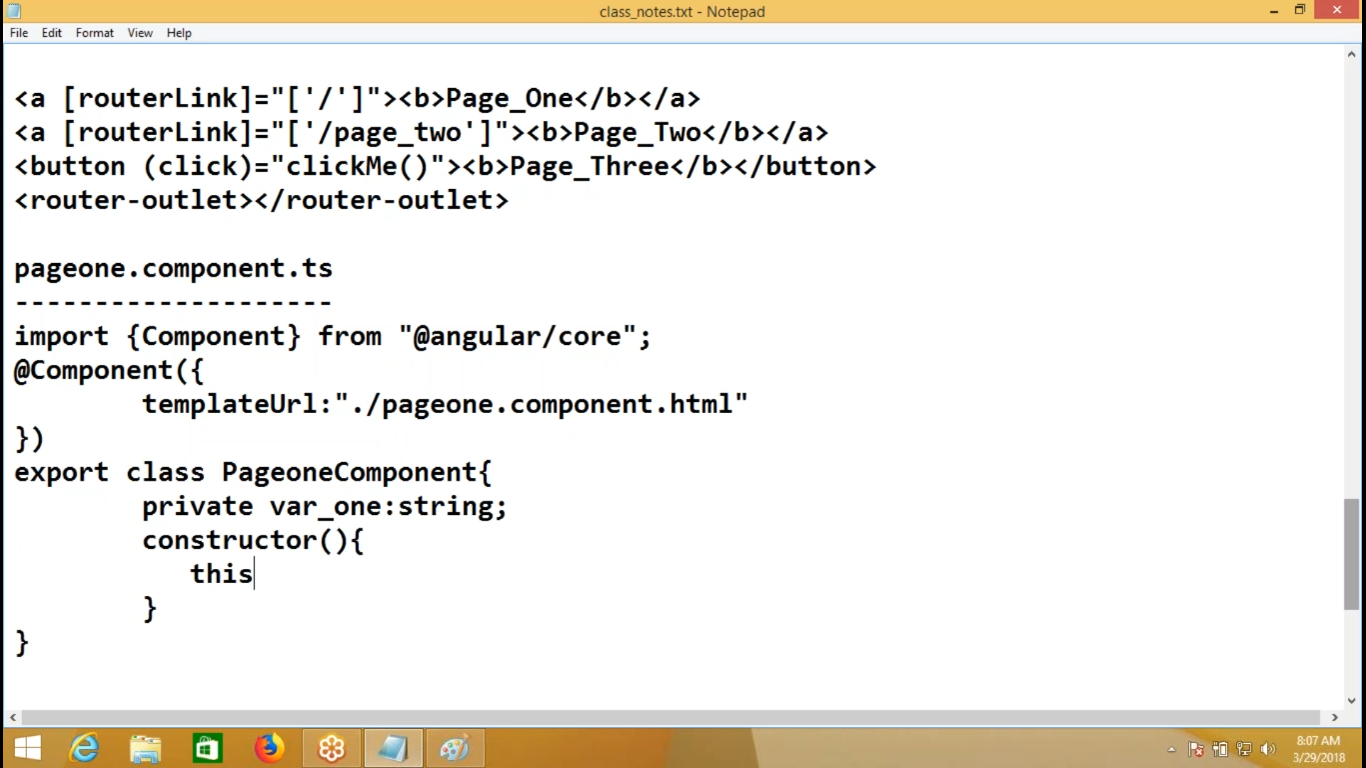 class_notes.txt - Notepad
File Edit Format View Help
<a [routerLink]="['/']"><b>Page_One</b></a>
<a [routerLink]="['/page_two']"><b>Page_Two</b></a>
<button (click)="clickMe()"><b>Page_Three</b></button>
<router-outlet></router-outlet>
pageone.component.ts
--------------------
import {Component} from "@angular/core";
@Component({
templateUrl:"./pageone.component.html"
})
export class PageoneComponent{
private var_one:string;
constructor(){
this
}
}
8:07 AM
3/29/2018